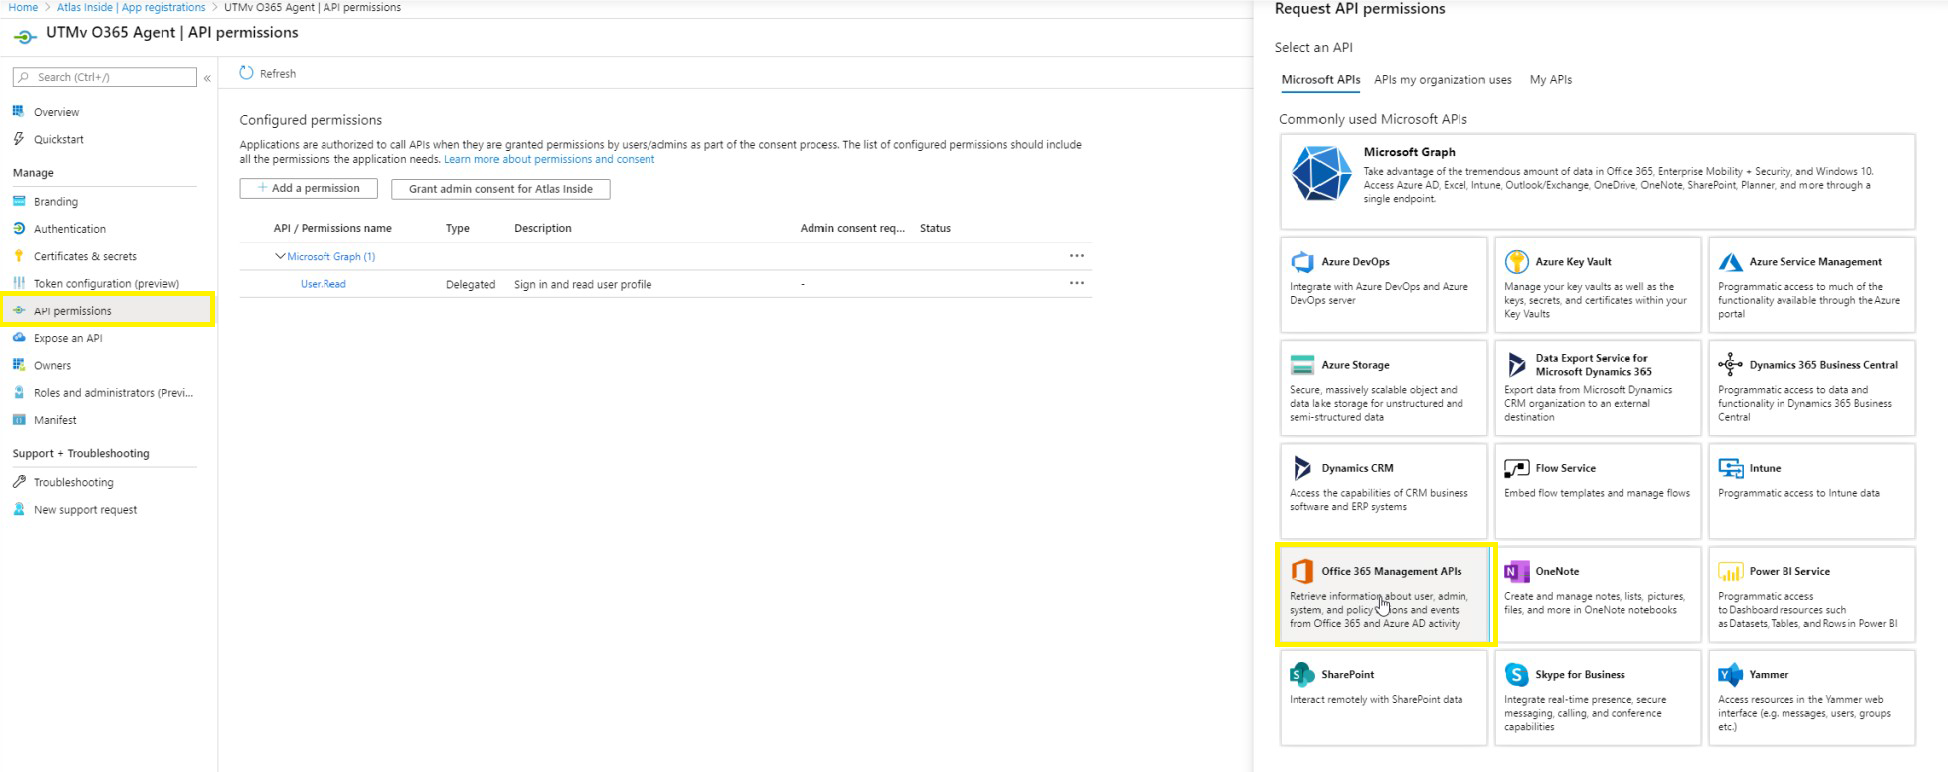 Home > Atlas Inside | App registrations > UTMv O365 Agent | API permissions
UTMv O365 Agent | API permissions
Search (Ctrl+/)
«
Overview
Quickstart
Manage
Branding
Authentication
Certificates & secrets
Token configuration (preview)
API permissions
Expose an API
Owners
Roles and administrators (Previ...
Manifest
Support + Troubleshooting
Troubleshooting
New support request
Refresh
Configured permissions
Applications are authorized to call APIs when they are granted permissions by users/admins as part of the consent process. The list of configured permissions should include
all the permissions the application needs. Learn more about permissions and consent
+ Add a permission
Grant admin consent for Atlas Inside
API / Permissions name Type Description Admin consent req... Status
Microsoft Graph (1) ...
User.Read Delegated Sign in and read user profile - ...
Request API permissions
Select an API
Microsoft APIs APIs my organization uses My APIs
Commonly used Microsoft APIs
Microsoft Graph
Take advantage of the tremendous amount of data in Office 365, Enterprise Mobility + Security, and Windows 10.
Access Azure AD, Excel, Intune, Outlook/Exchange, OneDrive, OneNote, SharePoint, Planner, and more through a
single endpoint.
Azure DevOps
Integrate with Azure DevOps and Azure
DevOps server
Azure Key Vault
Manage your key vaults as well as the
keys, secrets, and certificates within your
Key Vaults
Azure Service Management
Programmatic access to much of the
functionality available through the Azure
portal
Azure Storage
Secure, massively scalable object and
data lake storage for unstructured and
semi-structured data
Data Export Service for
Microsoft Dynamics 365
Export data from Microsoft Dynamics
CRM organization to an external
destination
Dynamics 365 Business Central
Programmatic access to data and
functionality in Dynamics 365 Business
Central
Dynamics CRM
Access the capabilities of CRM business
software and ERP systems
Flow Service
Embed flow templates and manage flows
Intune
Programmatic access to Intune data
Office 365 Management APIs
Retrieve information about user, admin,
system, and policy
and events
from Office 365 and Azure AD activity
OneNote
Create and manage notes, lists, pictures,
files, and more in OneNote notebooks
Power BI Service
Programmatic access
to Dashboard resources such
as Datasets, Tables, and Rows in Power BI
SharePoint
Interact remotely with SharePoint data
Skype for Business
Integrate real-time presence, secure
messaging, calling, and conference
capabilities
Yammer
Access resources in the Yammer web
interface (e.g. messages, users, groups
etc.)